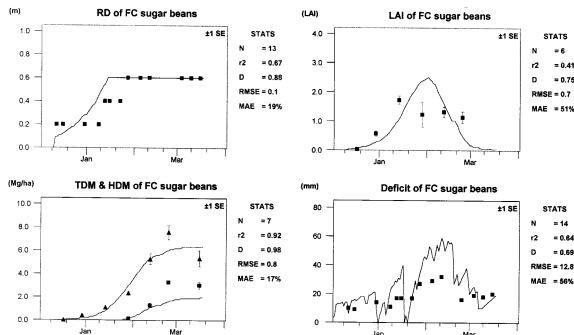 (m)
RD of FC sugar beans
±1 SE
STATS
1.0
0.8
0.6
0.4
0.2
0.0
N = 13
r2 = 0.67
D = 0.88
RMSE = 0.1
MAE = 19%
Jan
Mar
(LAI)
LAI of FC sugar beans
±1 SE
STATS
4.0
3.0
2.0
1.0
0.0
N = 6
r2 = 0.41
D = 0.75
RMSE = 0.7
MAE = 51%
Jan
Mar
(Mg/ha)
TDM & HDM of FC sugar beans
±1 SE
STATS
10.0
8.0
6.0
4.0
2.0
0.0
N = 7
r2 = 0.92
D = 0.98
RMSE = 0.8
MAE = 17%
Jan
Mar
(mm)
Deficit of FC sugar beans
±1 SE
STATS
80
60
40
20
0
N = 14
r2 = 0.64
D = 0.69
RMSE = 12.8
MAE = 56%
Jan
Mar